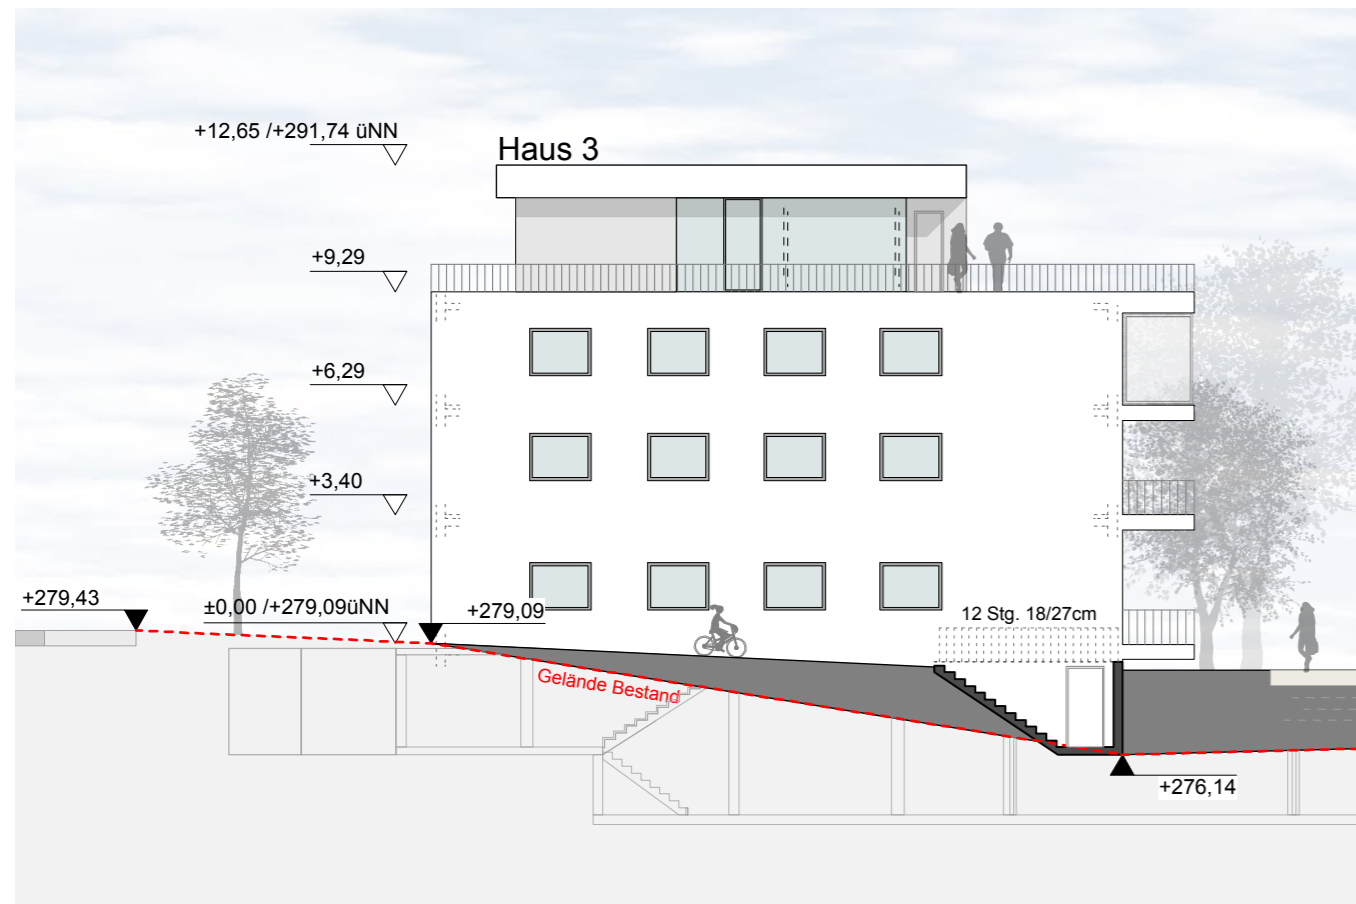 +12,65 /+291,74 üNN
Haus 3
+9,29
+6,29
+3,40
+279,43
±0,00 /+279,09üNN
+279,09
12 Stg. 18/27cm
Gelände Bestand
+276,14